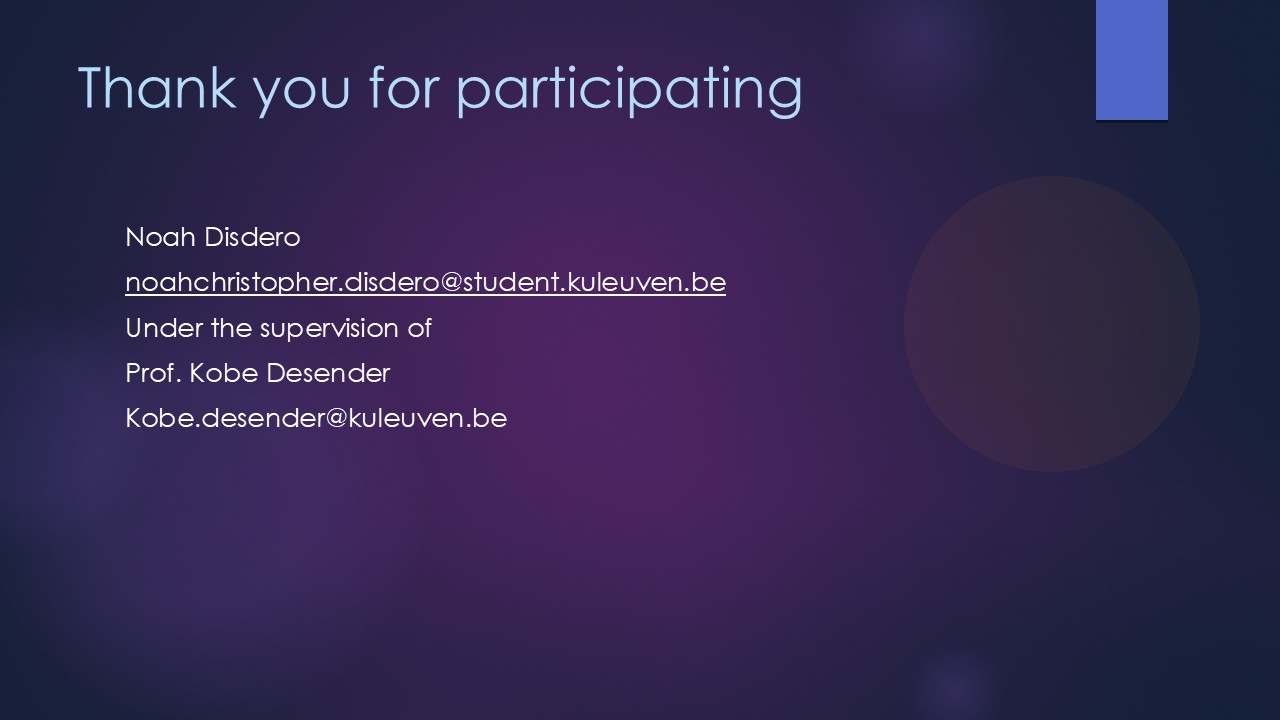 Thank you for participating
Noah Disdero
noahchristopher.disdero@student.kuleuven.be
Under the supervision of
Prof. Kobe Desender
Kobe.desender@kuleuven.be